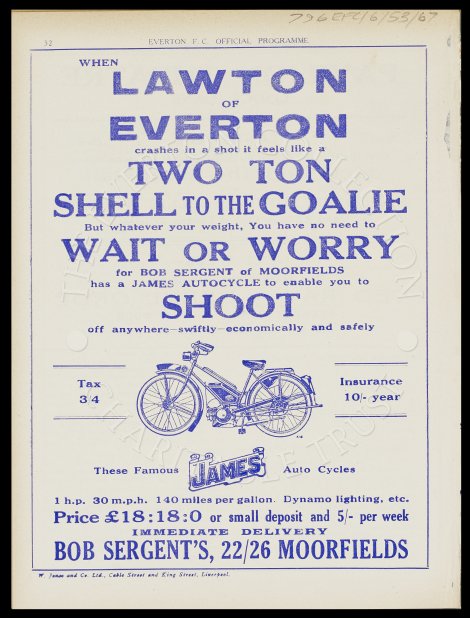 796EFC/6/53/67
32 EVERTON F.C. OFFICIAL PROGRAMME
WHEN
LAWTON
OF
EVERTON
crashes in a shot it feels like a
TWO TON
SHELL TO THE GOALIE
But whatever your weight, You have no need to
WAIT OR WORRY
for BOB SERGENT of MOORFIELDS
has a JAMES AUTOCYCLE to enable you to
SHOOT
off anywhere—swiftly—economically and safely
Tax
3/4
Insurance
10/- year
These Famous JAMES Auto Cycles
1 h.p. 30 m.p.h. 140 miles per gallon. Dynamo lighting, etc.
Price £18:18:0 or small deposit and 5/- per week
IMMEDIATE DELIVERY
BOB SERGENT'S, 22/26 MOORFIELDS
W. Jones and Co. Ltd., Cable Street and King Street, Liverpool.